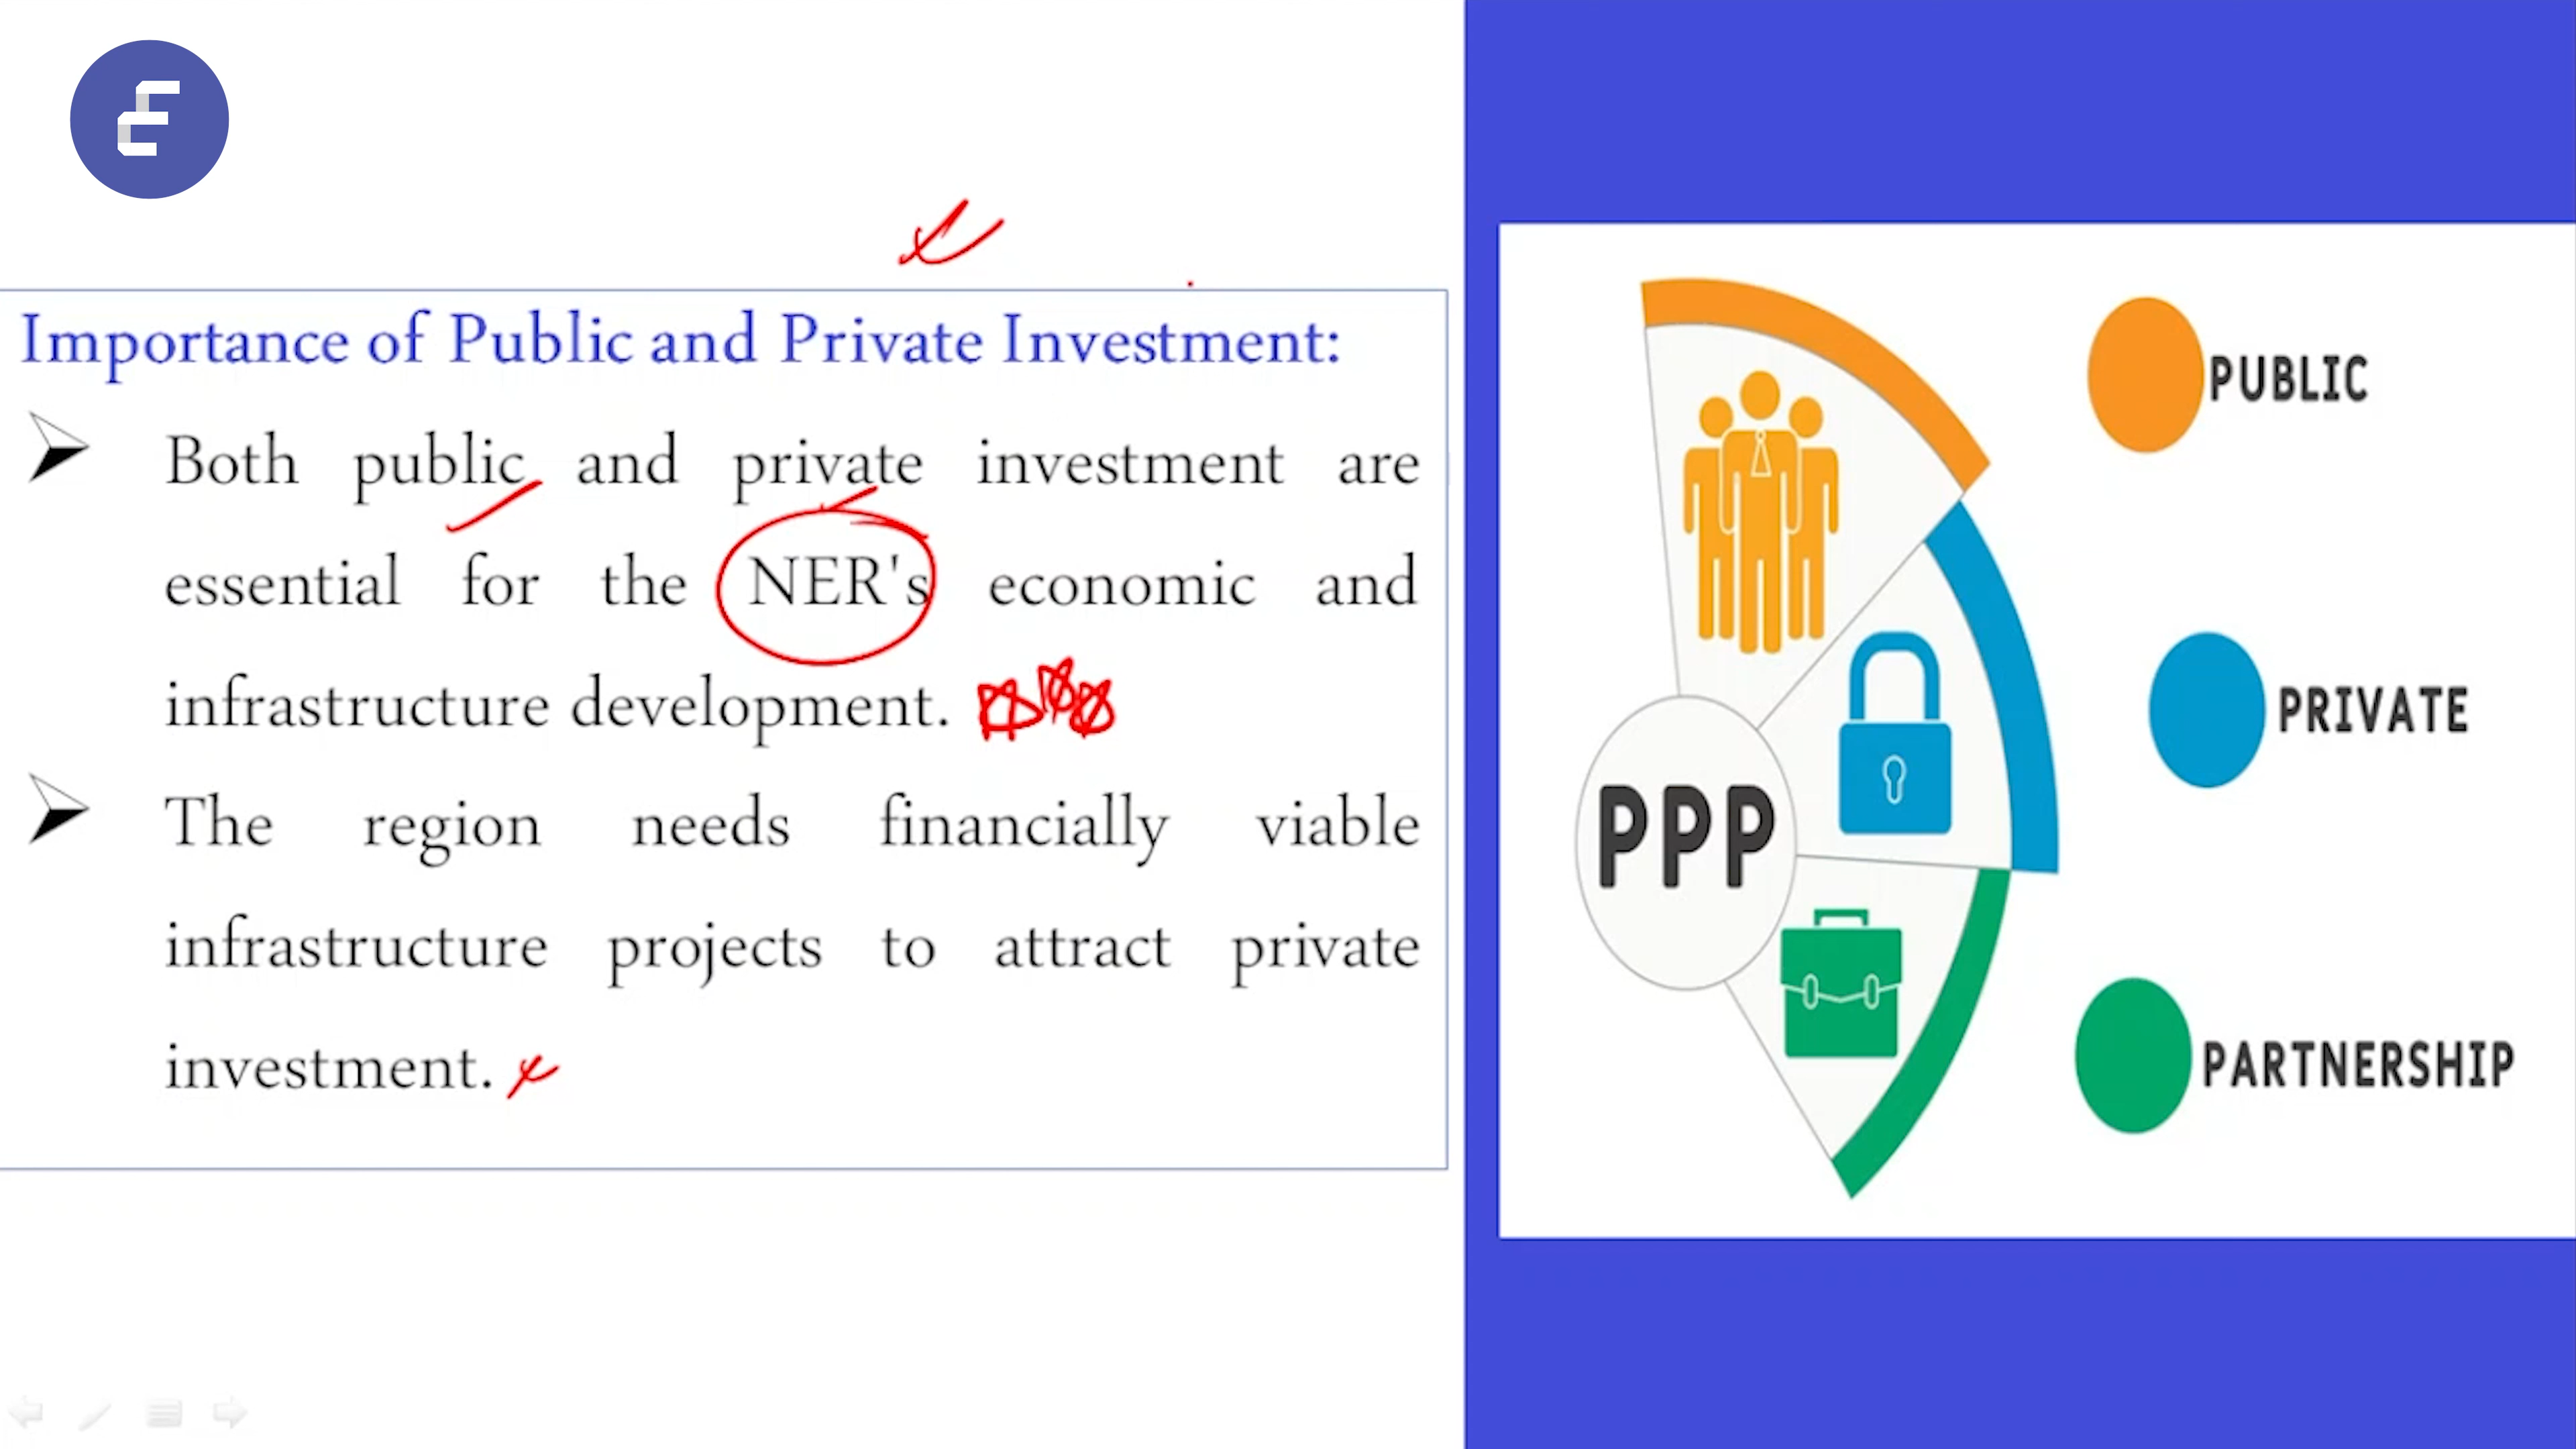 Importance of Public and Private Investment:
Both public and private investment are
essential for the NER's economic and
infrastructure development.
The region needs financially viable
infrastructure projects to attract private
investment.
PPP
PUBLIC
PRIVATE
PARTNERSHIP